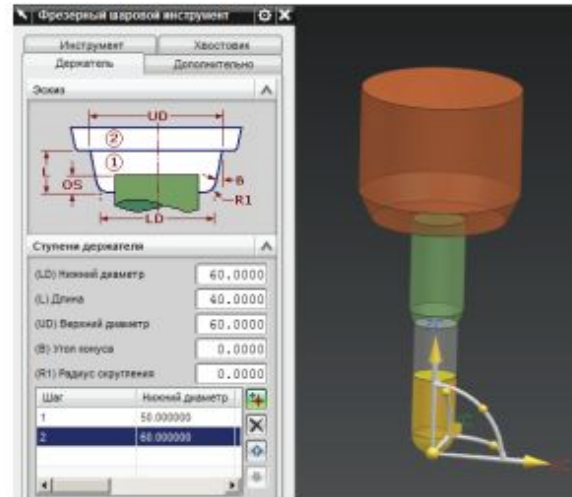 Фрезерный шаровой инструмент
Инструмент Хвостовик
Держатель Дополнительно
Эскиз
UD
2
1
L
OS
B
R1
LD
Ступени держателя
(LD) Нижний диаметр 60.0000
(L) Длина 40.0000
(UD) Верхний диаметр 60.0000
(B) Угол конуса 0.0000
(R1) Радиус скругления 0.0000
Шаг Нижний диаметр
1 50.000000
2 60.000000